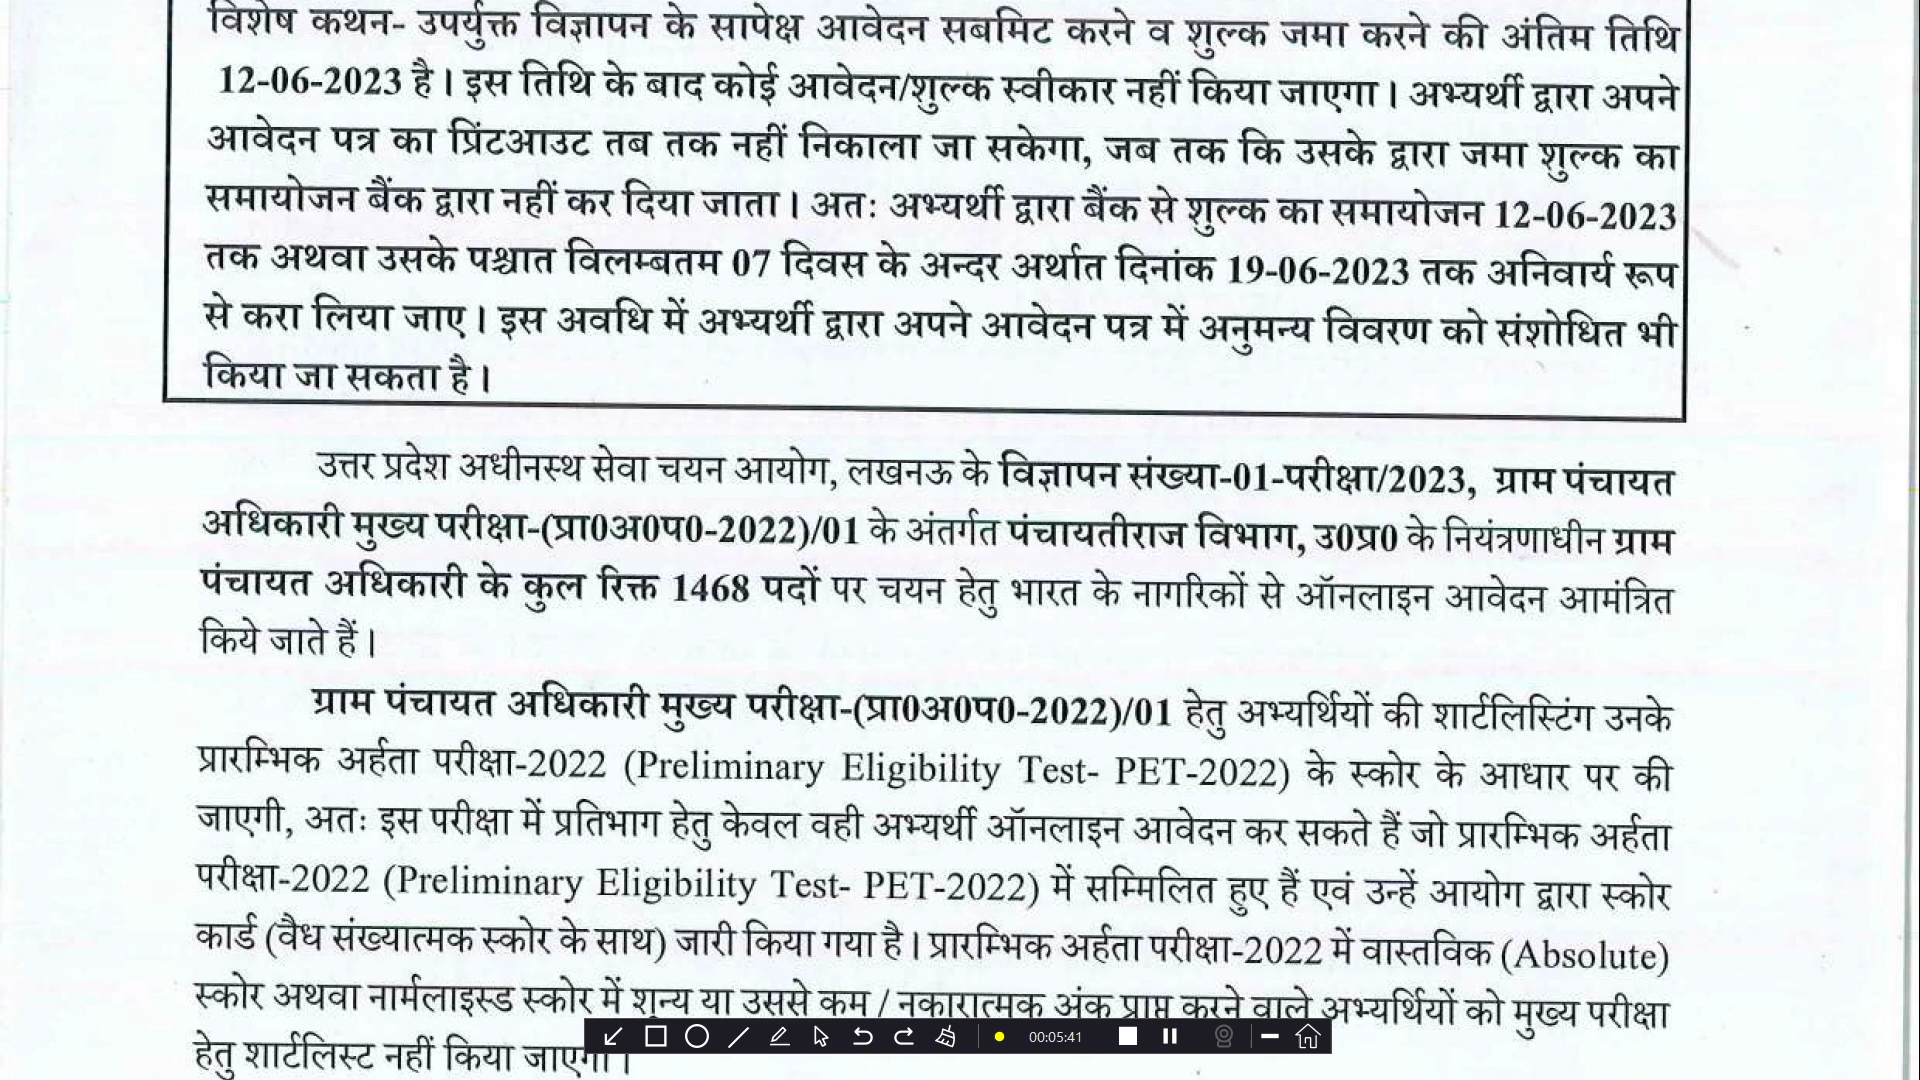 विशेष कथन- उपर्युक्त विज्ञापन के सापेक्ष आवेदन सबमिट करने व शुल्क जमा करने की अंतिम तिथि
12-06-2023 है। इस तिथि के बाद कोई आवेदन/शुल्क स्वीकार नहीं किया जाएगा। अभ्यर्थी द्वारा अपने
आवेदन पत्र का प्रिंटआउट तब तक नहीं निकाला जा सकेगा, जब तक कि उसके द्वारा जमा शुल्क का
समायोजन बैंक द्वारा नहीं कर दिया जाता। अतः अभ्यर्थी द्वारा बैंक से शुल्क का समायोजन 12-06-2023
तक अथवा उसके पश्चात विलम्बतम 07 दिवस के अन्दर अर्थात दिनांक 19-06-2023 तक अनिवार्य रूप
से करा लिया जाए। इस अवधि में अभ्यर्थी द्वारा अपने आवेदन पत्र में अनुमन्य विवरण को संशोधित भी
किया जा सकता है।
उत्तर प्रदेश अधीनस्थ सेवा चयन आयोग, लखनऊ के विज्ञापन संख्या-01-परीक्षा/2023, ग्राम पंचायत
अधिकारी मुख्य परीक्षा-(प्रा0अ0प0-2022)/01 के अंतर्गत पंचायतीराज विभाग, उ0प्र0 के नियंत्रणाधीन ग्राम
पंचायत अधिकारी के कुल रिक्त 1468 पदों पर चयन हेतु भारत के नागरिकों से ऑनलाइन आवेदन आमंत्रित
किये जाते हैं।
ग्राम पंचायत अधिकारी मुख्य परीक्षा-(प्रा0अ0प0-2022)/01 हेतु अभ्यर्थियों की शार्टलिस्टिंग उनके
प्रारम्भिक अर्हता परीक्षा-2022 (Preliminary Eligibility Test- PET-2022) के स्कोर के आधार पर की
जाएगी, अतः इस परीक्षा में प्रतिभाग हेतु केवल वही अभ्यर्थी ऑनलाइन आवेदन कर सकते हैं जो प्रारम्भिक अर्हता
परीक्षा-2022 (Preliminary Eligibility Test- PET-2022) में सम्मिलित हुए हैं एवं उन्हें आयोग द्वारा स्कोर
कार्ड (वैध संख्यात्मक स्कोर के साथ) जारी किया गया है। प्रारम्भिक अर्हता परीक्षा-2022 में वास्तविक (Absolute)
स्कोर अथवा नार्मलाइस्ड स्कोर में शून्य या उससे कम / नकारात्मक अंक प्राप्त करने वाले अभ्यर्थियों को मुख्य परीक्षा
हेतु शार्टलिस्ट नहीं किया जाएगा।
00:05:41